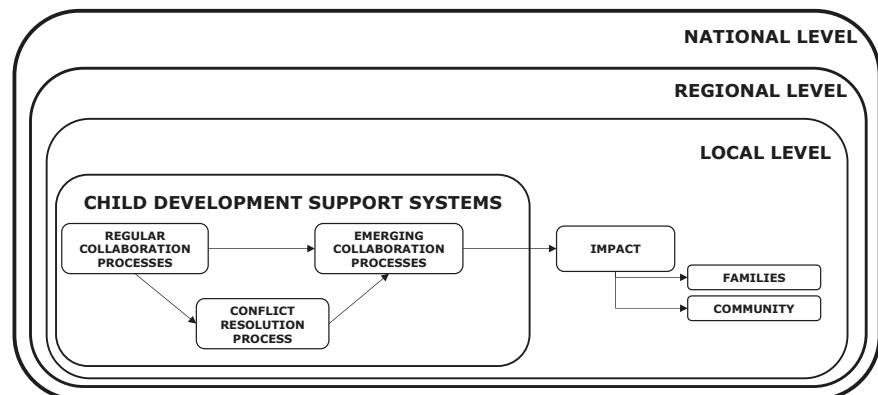 NATIONAL LEVEL
REGIONAL LEVEL
LOCAL LEVEL
CHILD DEVELOPMENT SUPPORT SYSTEMS
REGULAR
COLLABORATION
PROCESSES
EMERGING
COLLABORATION
PROCESSES
IMPACT
FAMILIES
COMMUNITY
CONFLICT
RESOLUTION
PROCESS